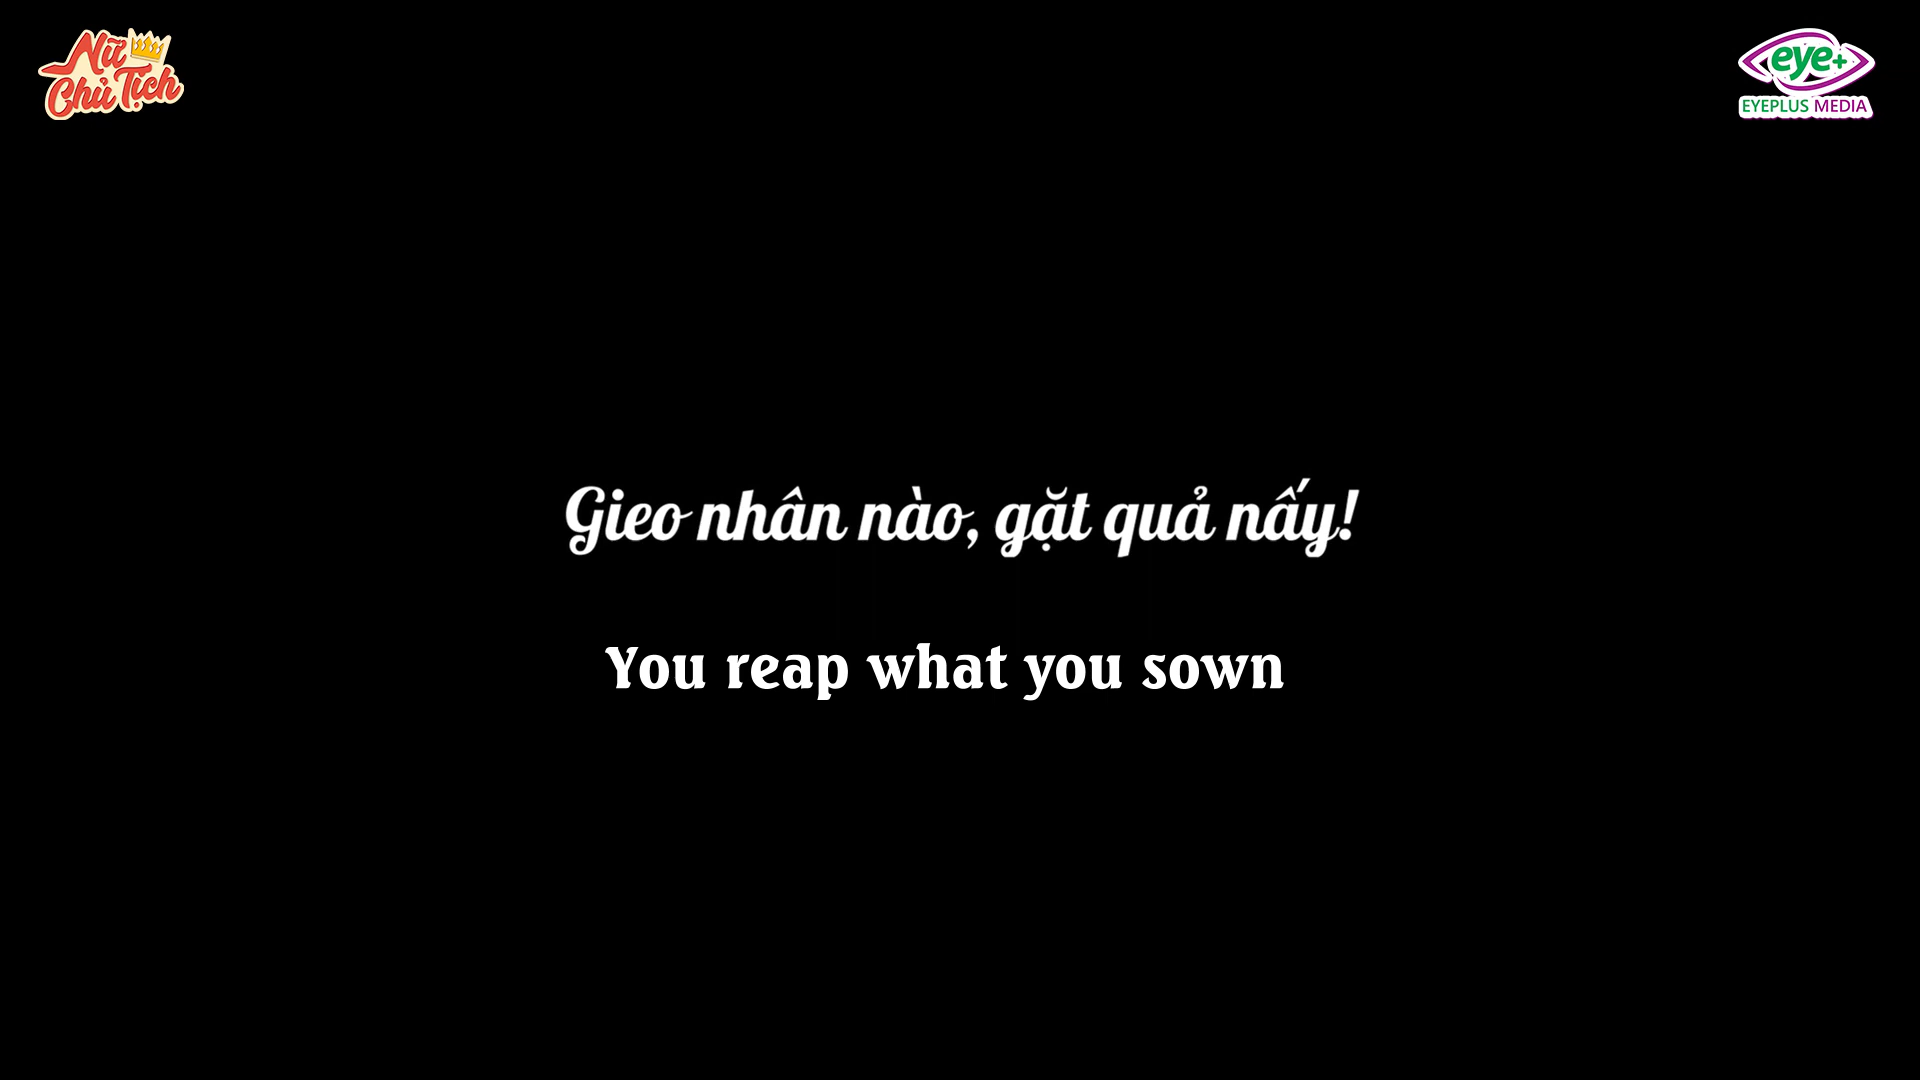 Nữ
Chủ Tịch
eye+
EYEPLUS MEDIA
Gieo nhân nào, gặt quả nấy!
You reap what you sown